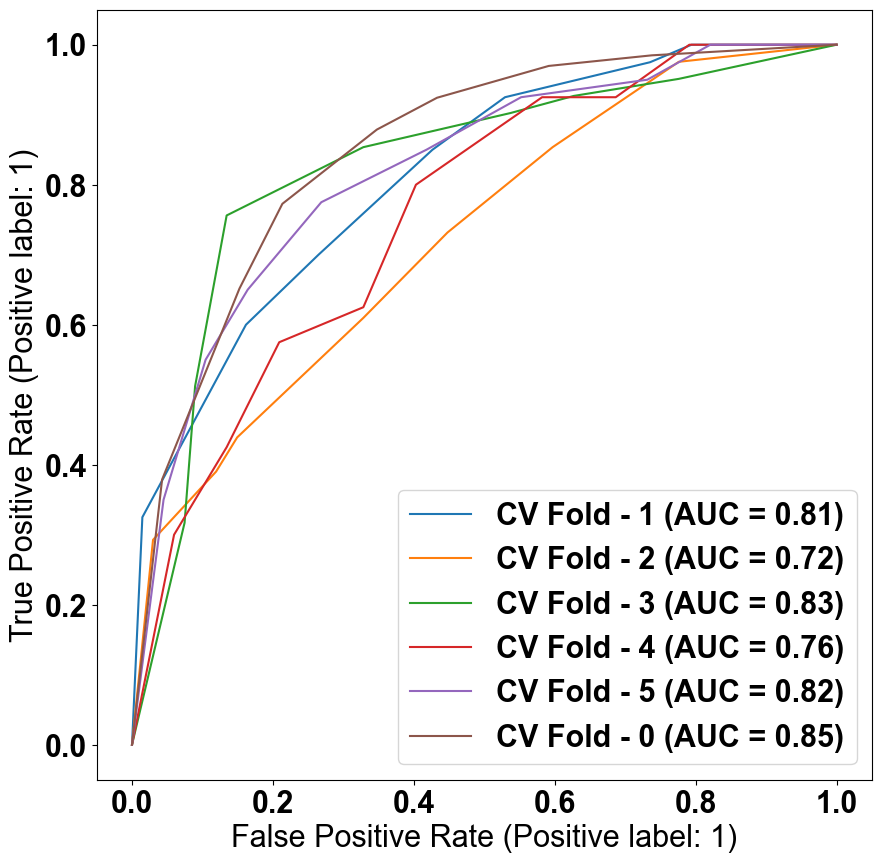 True Positive Rate (Positive label: 1)
1.0
0.8
0.6
0.4
0.2
0.0
CV Fold - 1 (AUC = 0.81)
CV Fold - 2 (AUC = 0.72)
CV Fold - 3 (AUC = 0.83)
CV Fold - 4 (AUC = 0.76)
CV Fold - 5 (AUC = 0.82)
CV Fold - 0 (AUC = 0.85)
0.0 0.2 0.4 0.6 0.8 1.0
False Positive Rate (Positive label: 1)